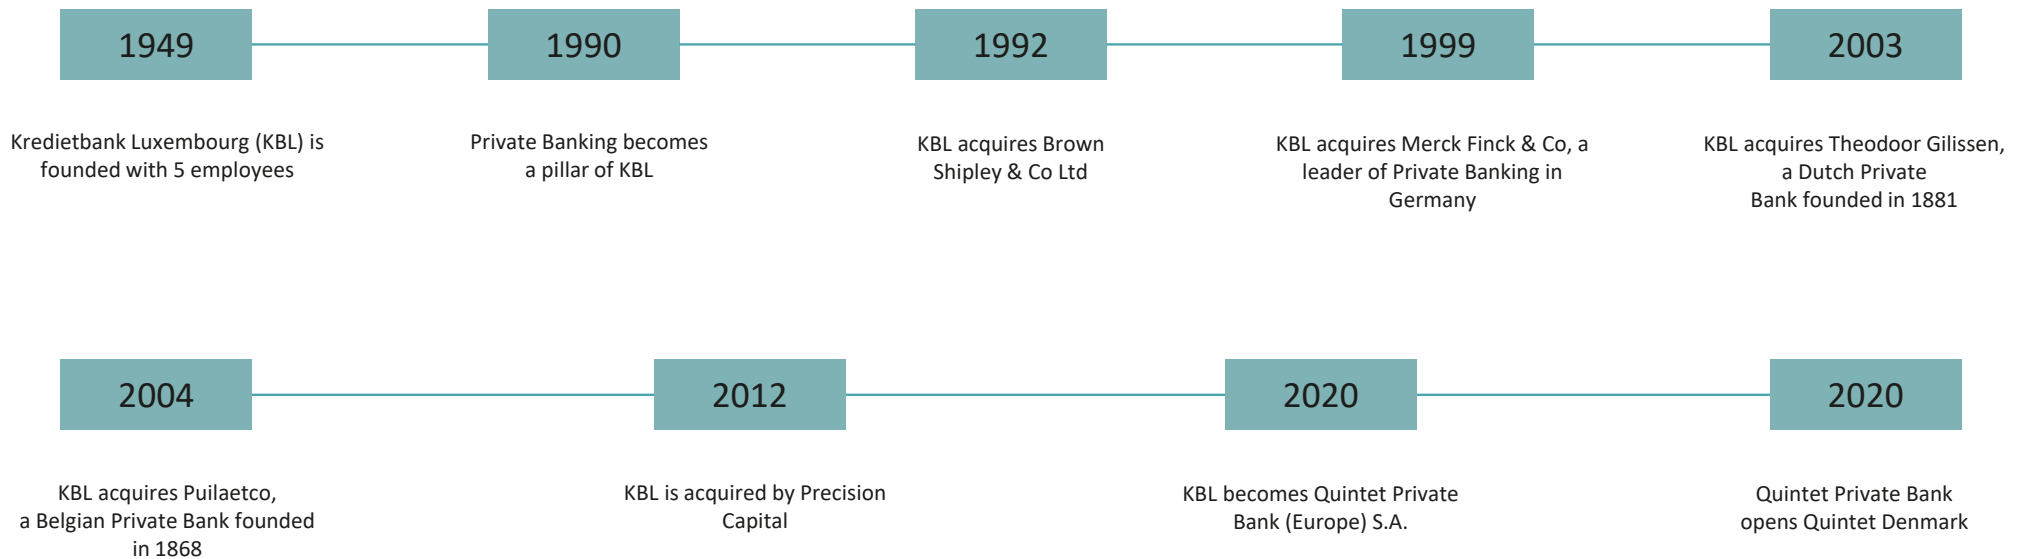 1949
1990
1992
1999
2003
Kredietbank Luxembourg (KBL) is
founded with 5 employees
Private Banking becomes
a pillar of KBL
KBL acquires Brown
Shipley & Co Ltd
KBL acquires Merck Finck & Co, a
leader of Private Banking in
Germany
KBL acquires Theodoor Gilissen,
a Dutch Private
Bank founded in 1881
2004
2012
2020
2020
KBL acquires Puilaetco,
a Belgian Private Bank founded
in 1868
KBL is acquired by Precision
Capital
KBL becomes Quintet Private
Bank (Europe) S.A.
Quintet Private Bank
opens Quintet Denmark